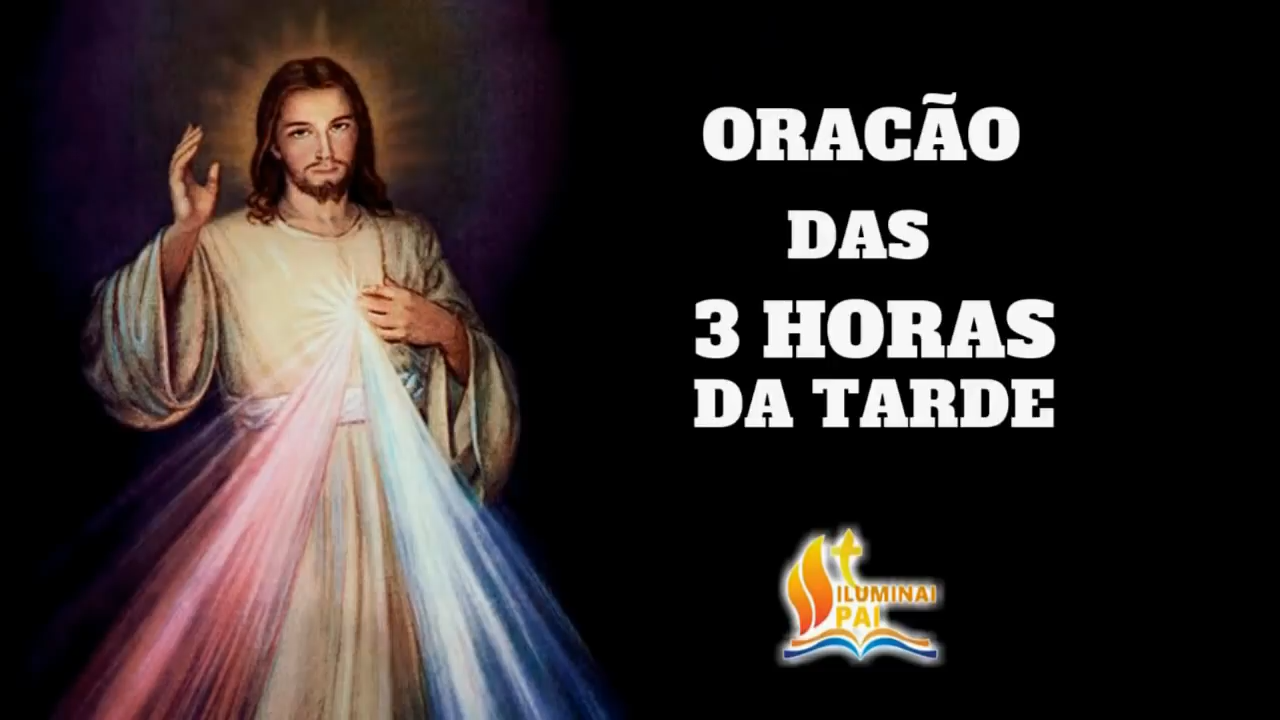 ORACÃO
DAS
3 HORAS
DA TARDE
ILUMINAI
PAI